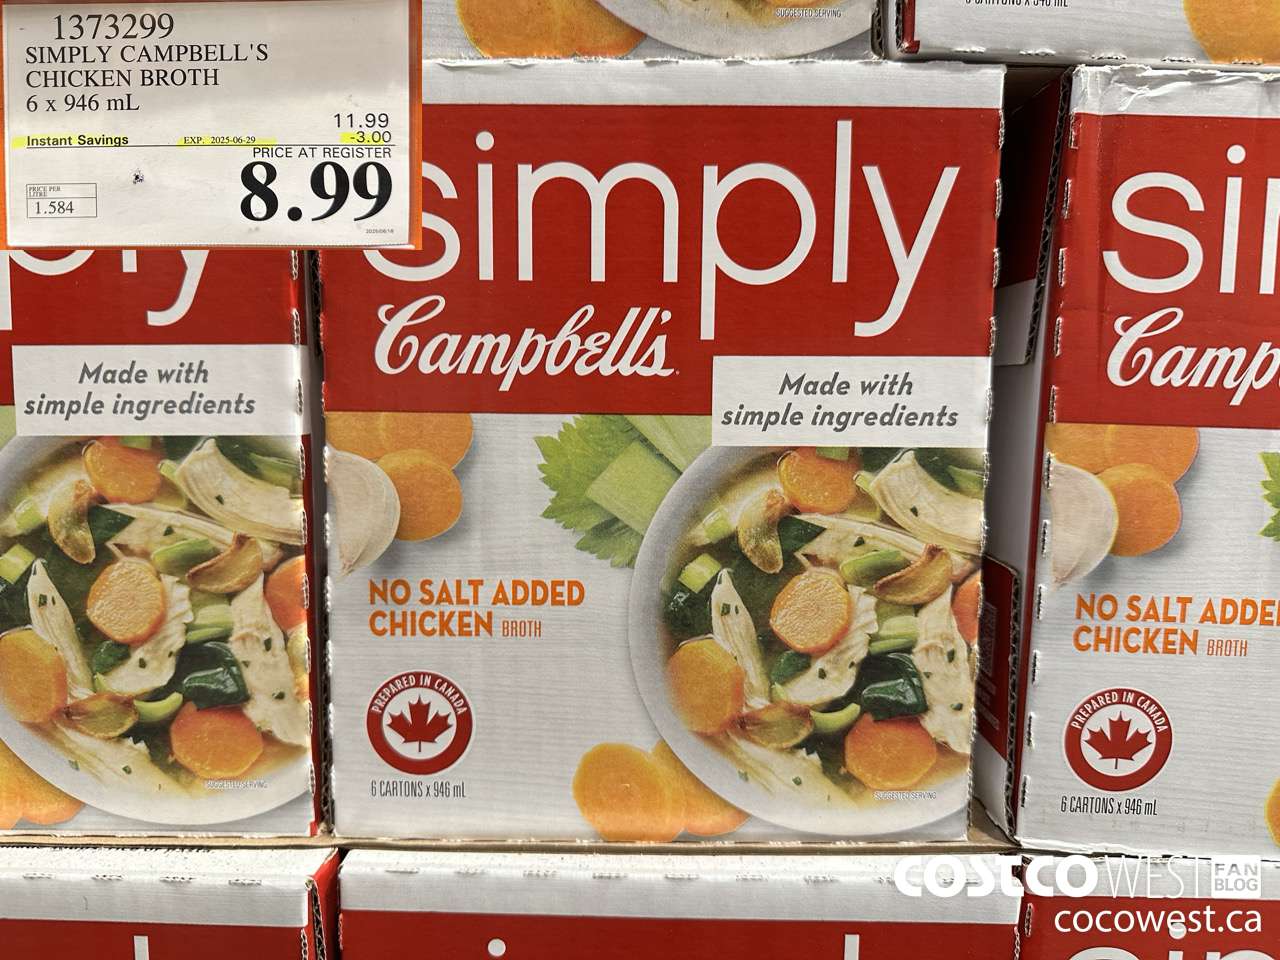 SUGGESTED SERVING
1373299
SIMPLY CAMPBELL'S
CHICKEN BROTH
6 x 946 mL
11.99
Instant Savings EXP. 2025-06-29 -3.00
PRICE AT REGISTER
8.99
PRICE PER
LITRE
1.584
simply
Campbell's
Made with
simple ingredients
NO SALT ADDED
CHICKEN BROTH
PREPARED IN CANADA
6 CARTONS x 946 mL
SUGGESTED SERVING
Made with
simple ingredients
SUGGESTED SERVING
NO SALT ADDE
CHICKEN BROTH
PREPARED IN CANADA
6 CARTONS x 946 mL
COSTCO WEST FAN BLOG
cocowest.ca